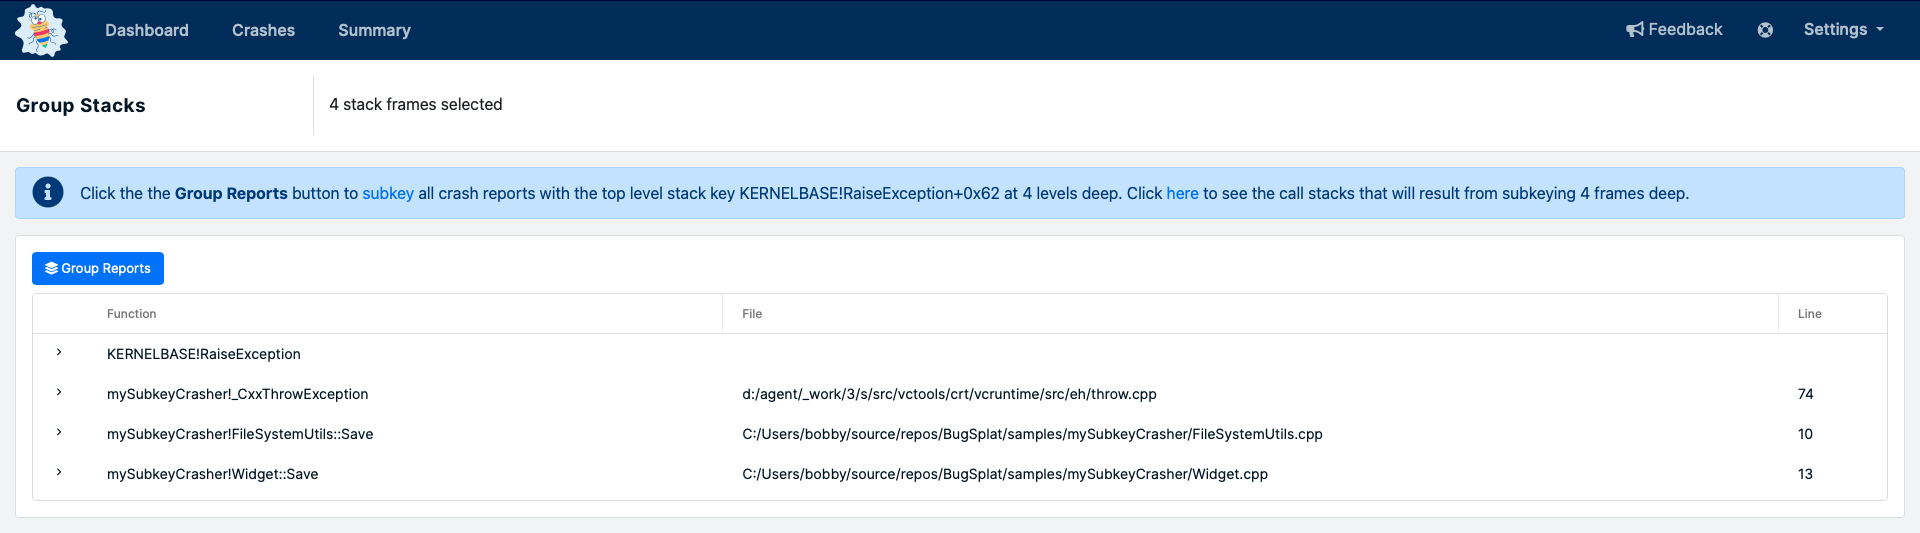 Dashboard Crashes Summary Feedback Settings
Group Stacks 4 stack frames selected
Click the the Group Reports button to subkey all crash reports with the top level stack key KERNELBASE!RaiseException+0x62 at 4 levels deep. Click here to see the call stacks that will result from subkeying 4 frames deep.
Group Reports
Function File Line
KERNELBASE!RaiseException
mySubkeyCrasher!_CxxThrowException d:/agent/_work/3/s/src/vctools/crt/vcruntime/src/eh/throw.cpp 74
mySubkeyCrasher!FileSystemUtils::Save C:/Users/bobby/source/repos/BugSplat/samples/mySubkeyCrasher/FileSystemUtils.cpp 10
mySubkeyCrasher!Widget::Save C:/Users/bobby/source/repos/BugSplat/samples/mySubkeyCrasher/Widget.cpp 13